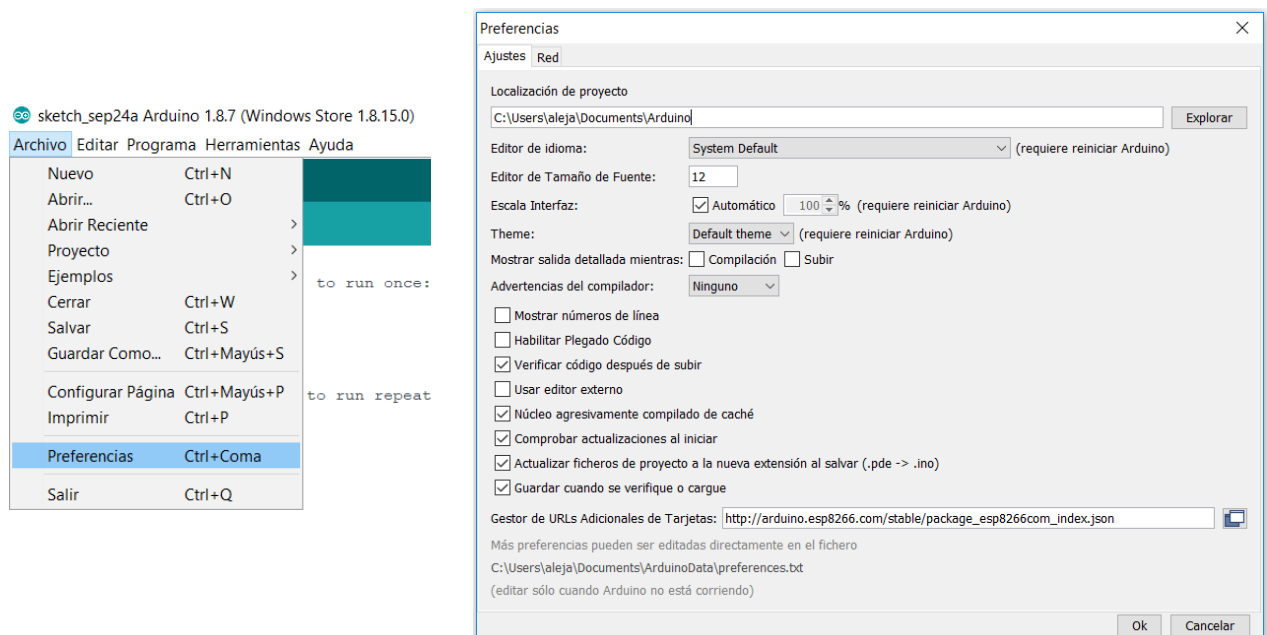 sketch_sep24a Arduino 1.8.7 (Windows Store 1.8.15.0)
Archivo Editar Programa Herramientas Ayuda
Nuevo Ctrl+N
Abrir... Ctrl+O
Abrir Reciente
Proyecto
Ejemplos
Cerrar Ctrl+W
Salvar Ctrl+S
Guardar Como... Ctrl+Mayús+S
Configurar Página Ctrl+Mayús+P
Imprimir Ctrl+P
Preferencias Ctrl+Coma
Salir Ctrl+Q
to run once:
to run repeat
Preferencias
Ajustes Red
Localización de proyecto
C:\Users\aleja\Documents\Arduino Explorar
Editor de idioma: System Default (requiere reiniciar Arduino)
Editor de Tamaño de Fuente: 12
Escala Interfaz: Automático 100 % (requiere reiniciar Arduino)
Theme: Default theme (requiere reiniciar Arduino)
Mostrar salida detallada mientras: Compilación Subir
Advertencias del compilador: Ninguno
Mostrar números de línea
Habilitar Plegado Código
Verificar código después de subir
Usar editor externo
Núcleo agresivamente compilado de caché
Comprobar actualizaciones al iniciar
Actualizar ficheros de proyecto a la nueva extensión al salvar (.pde -> .ino)
Guardar cuando se verifique o cargue
Gestor de URLs Adicionales de Tarjetas: http://arduino.esp8266.com/stable/package_esp8266com_index.json
Más preferencias pueden ser editadas directamente en el fichero
C:\Users\aleja\Documents\ArduinoData\preferences.txt
(editar sólo cuando Arduino no está corriendo)
Ok Cancelar